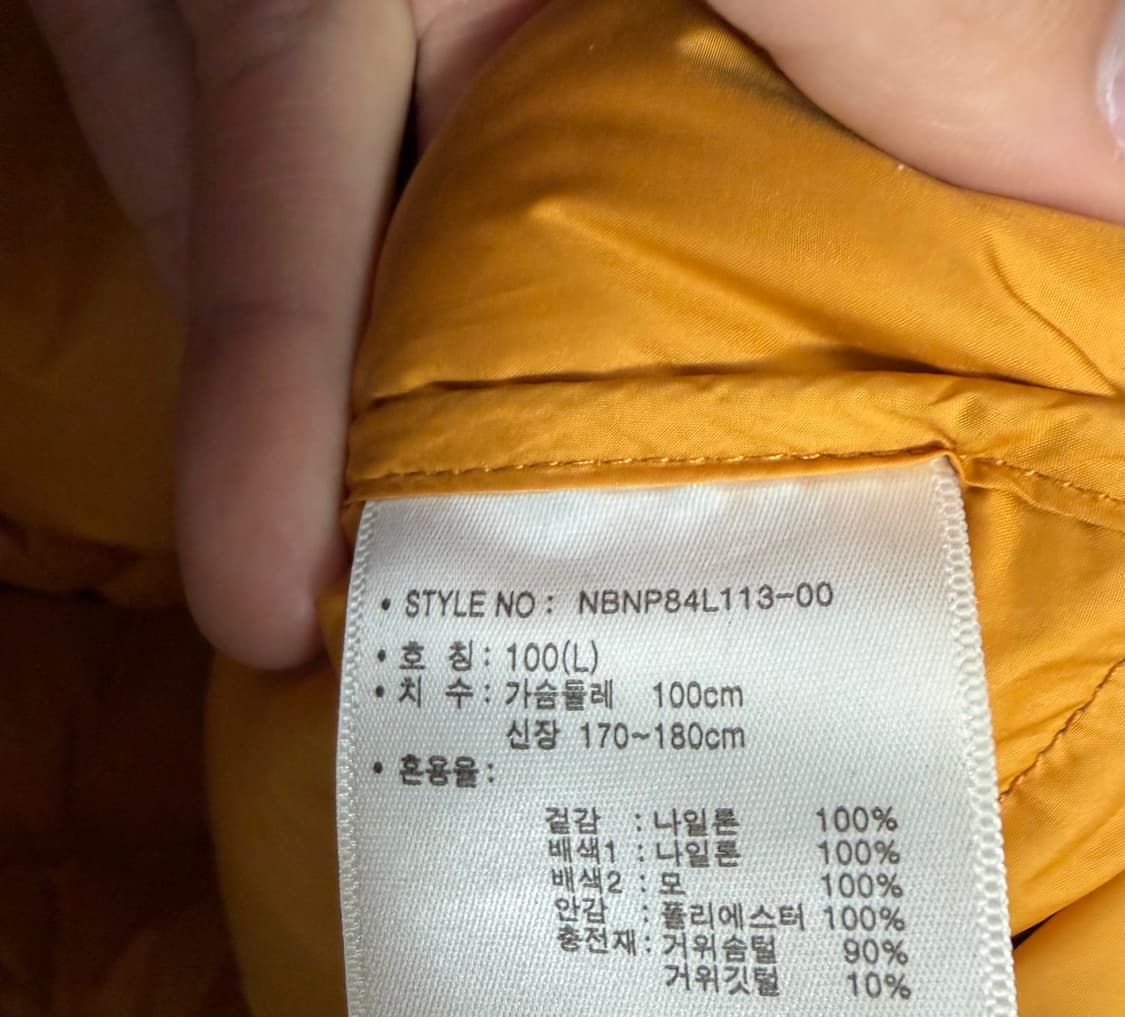 • STYLE NO : NBNP84L113-00
• 호 칭 : 100(L)
• 치 수 : 가슴둘레 100cm
신장 170~180cm
• 혼용율 :
겉감 : 나일론 100%
배색1 : 나일론 100%
배색2 : 모 100%
안감 : 폴리에스터 100%
충전재 : 거위솜털 90%
거위깃털 10%